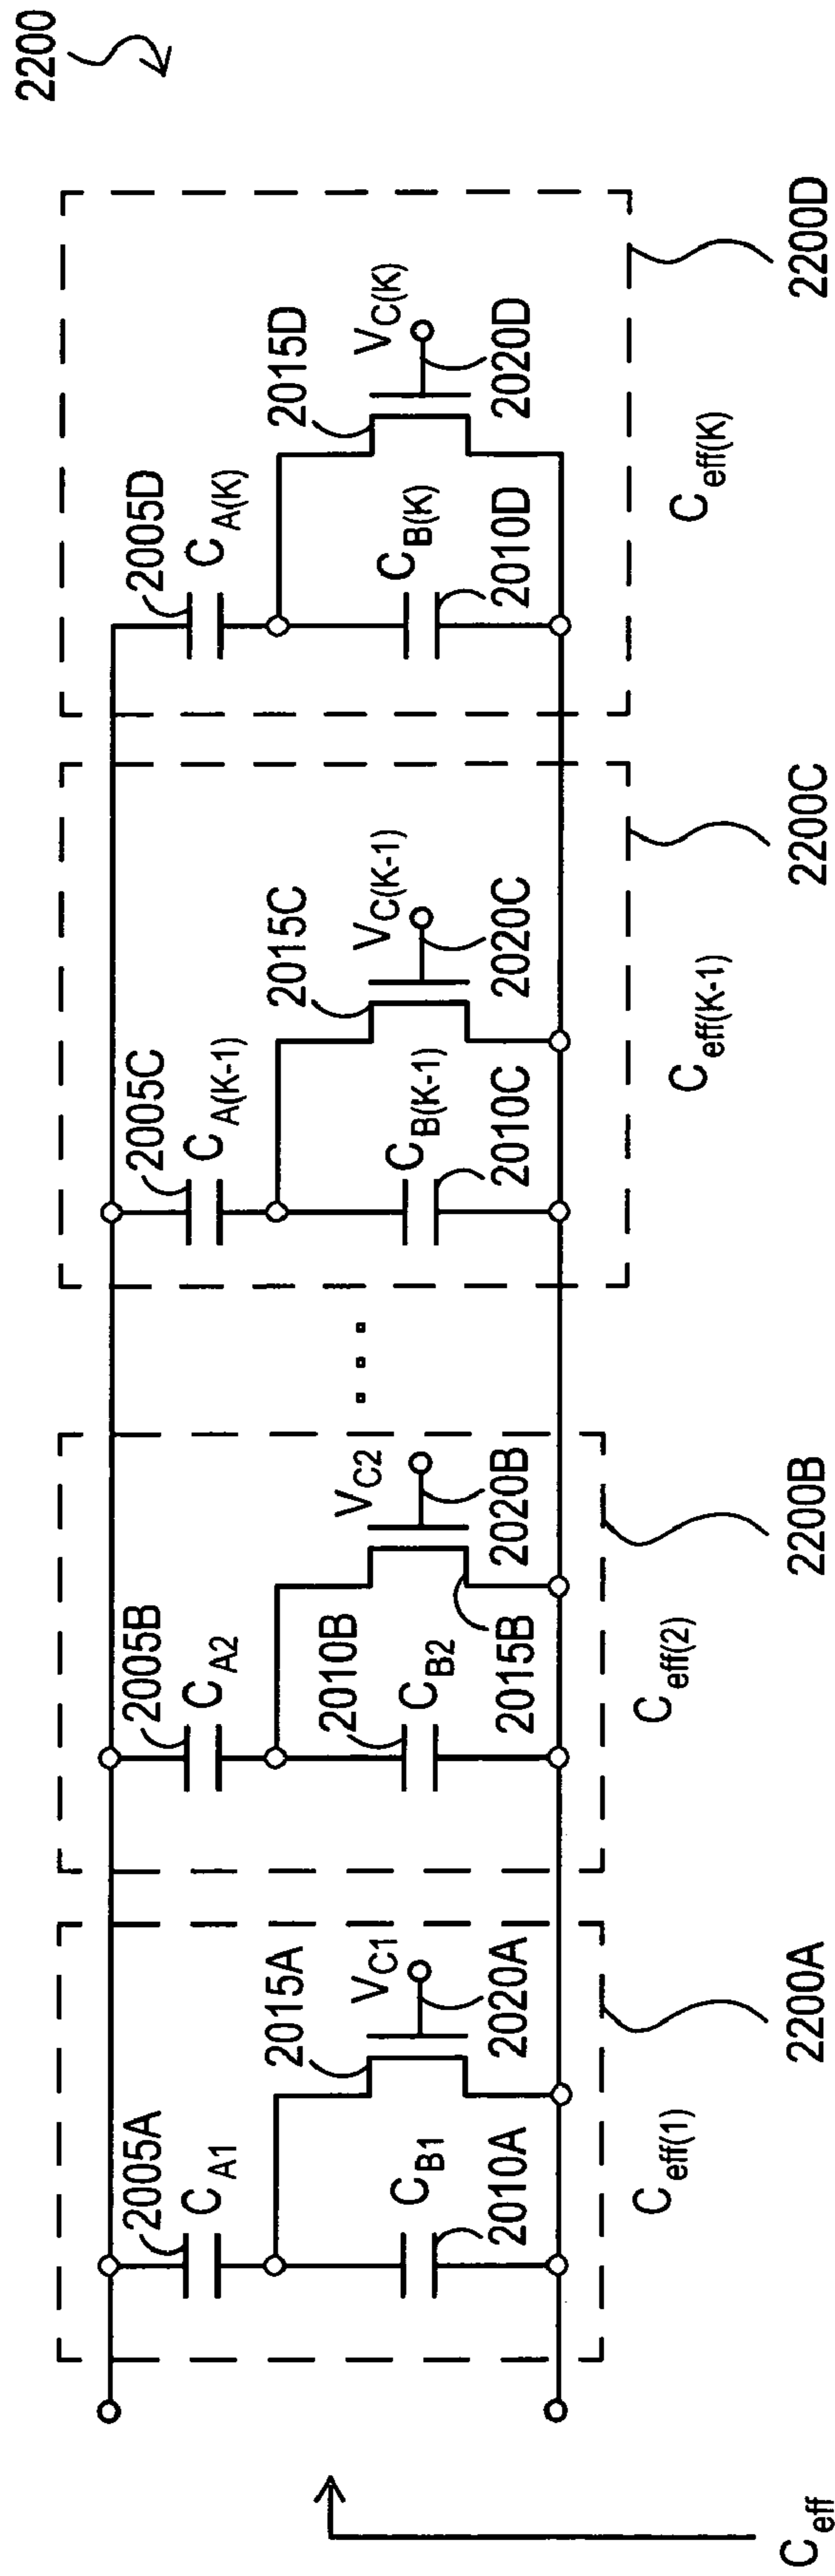 2200
2005A
C_A1
2015A
V_C1
C_B1
2010A
2020A
C_eff(1)
2200A
2005B
C_A2
2010B
V_C2
C_B2
2015B
2020B
C_eff(2)
2200B
2005C
C_A(K-1)
2015C
V_C(K-1)
C_B(K-1)
2010C
2020C
C_eff(K-1)
2200C
2005D
C_A(K)
2015D
V_C(K)
C_B(K)
2010D
2020D
C_eff(K)
2200D
C_eff